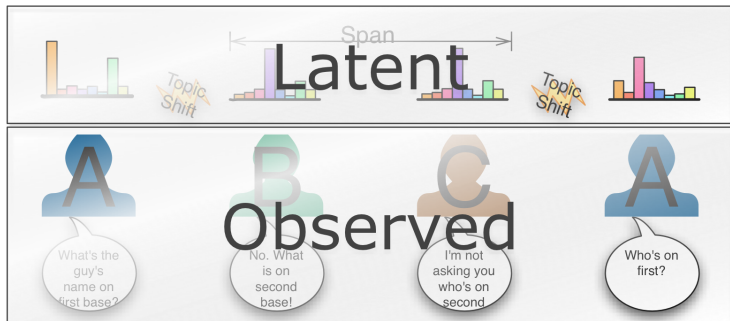 Span
Latent
Topic
Shift
Topic
Shift
A
B
C
A
Observed
What's the
guy's
name on
first base?
No. What
is on
second
base!
I'm not
asking you
who's on
second
Who's on
first?